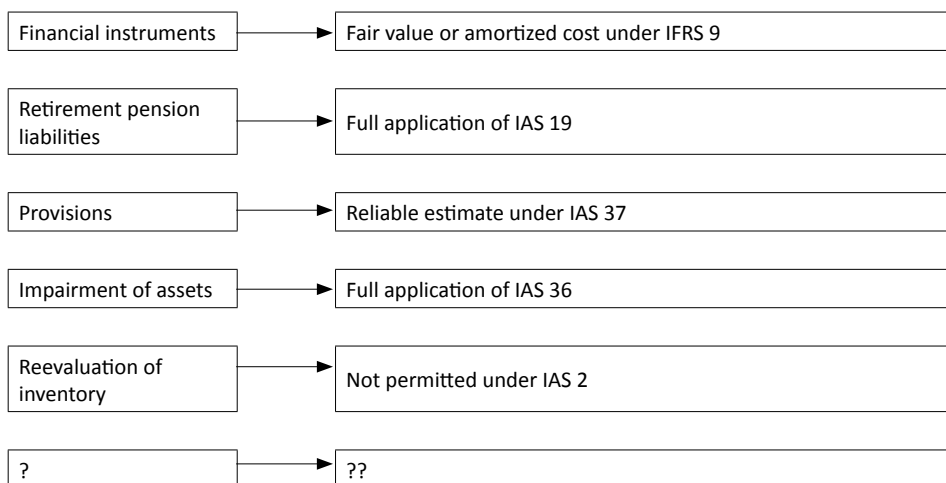 Financial instruments
Fair value or amortized cost under IFRS 9
Retirement pension
liabilities
Full application of IAS 19
Provisions
Reliable estimate under IAS 37
Impairment of assets
Full application of IAS 36
Reevaluation of
inventory
Not permitted under IAS 2
?
??